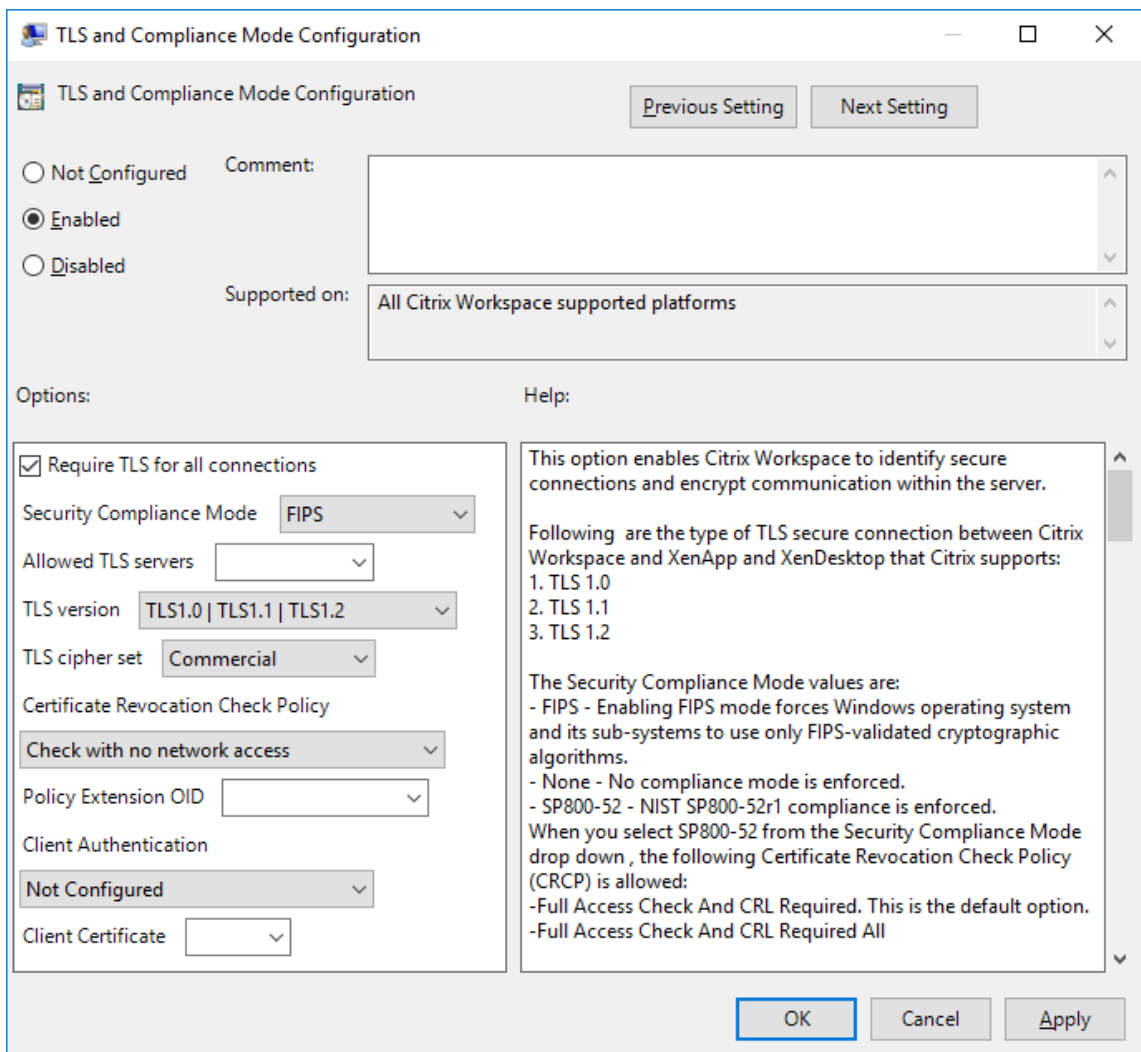 TLS and Compliance Mode Configuration
TLS and Compliance Mode Configuration
Previous Setting
Next Setting
Not Configured
Comment:
Enabled
Disabled
Supported on:
All Citrix Workspace supported platforms
Options:
Help:
Require TLS for all connections
Security Compliance Mode
FIPS
Allowed TLS servers
TLS version
TLS1.0 | TLS1.1 | TLS1.2
TLS cipher set
Commercial
Certificate Revocation Check Policy
Check with no network access
Policy Extension OID
Client Authentication
Not Configured
Client Certificate
This option enables Citrix Workspace to identify secure
connections and encrypt communication within the server.
Following are the type of TLS secure connection between Citrix
Workspace and XenApp and XenDesktop that Citrix supports:
1. TLS 1.0
2. TLS 1.1
3. TLS 1.2
The Security Compliance Mode values are:
- FIPS - Enabling FIPS mode forces Windows operating system
and its sub-systems to use only FIPS-validated cryptographic
algorithms.
- None - No compliance mode is enforced.
- SP800-52 - NIST SP800-52r1 compliance is enforced.
When you select SP800-52 from the Security Compliance Mode
drop down , the following Certificate Revocation Check Policy
(CRCP) is allowed:
-Full Access Check And CRL Required. This is the default option.
-Full Access Check And CRL Required All
OK
Cancel
Apply